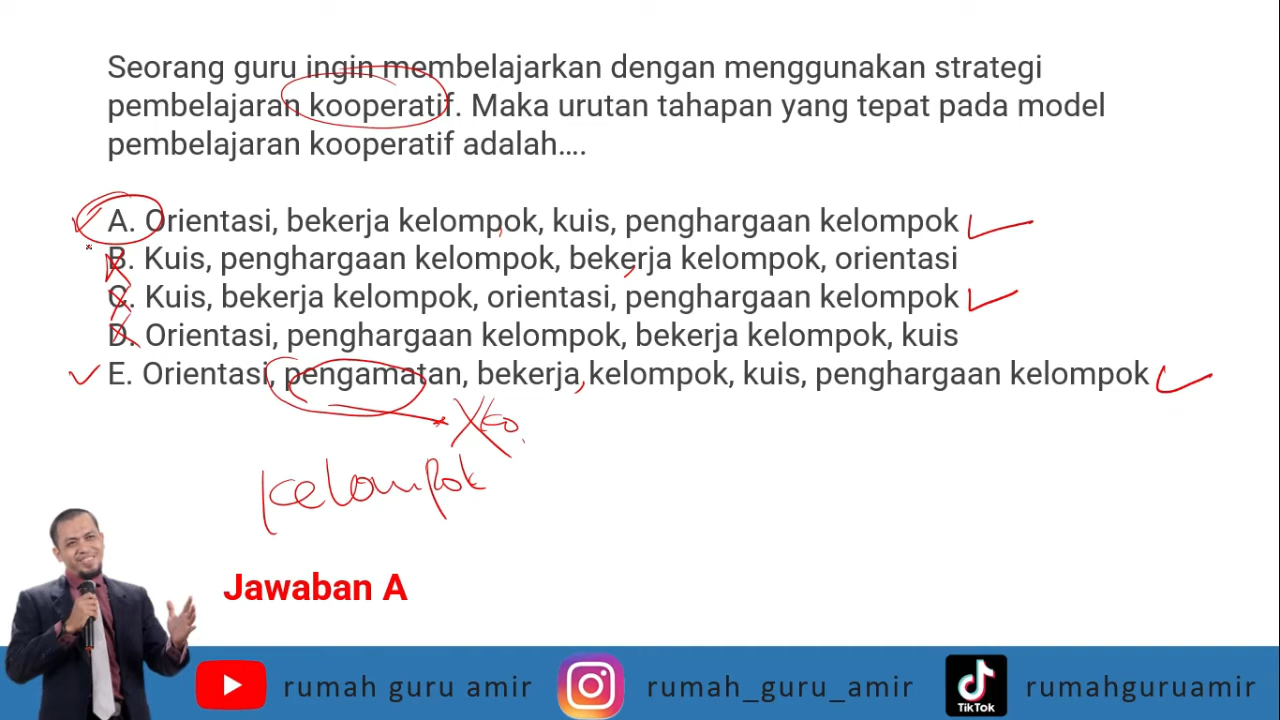 Seorang guru ingin membelajarkan dengan menggunakan strategi
pembelajaran kooperatif. Maka urutan tahapan yang tepat pada model
pembelajaran kooperatif adalah....
A. Orientasi, bekerja kelompok, kuis, penghargaan kelompok
B. Kuis, penghargaan kelompok, bekerja kelompok, orientasi
C. Kuis, bekerja kelompok, orientasi, penghargaan kelompok
D. Orientasi, penghargaan kelompok, bekerja kelompok, kuis
E. Orientasi, pengamatan, bekerja kelompok, kuis, penghargaan kelompok
Kelompok
Jawaban A
rumah guru amir
rumah_guru_amir
TikTok
rumahguruamir